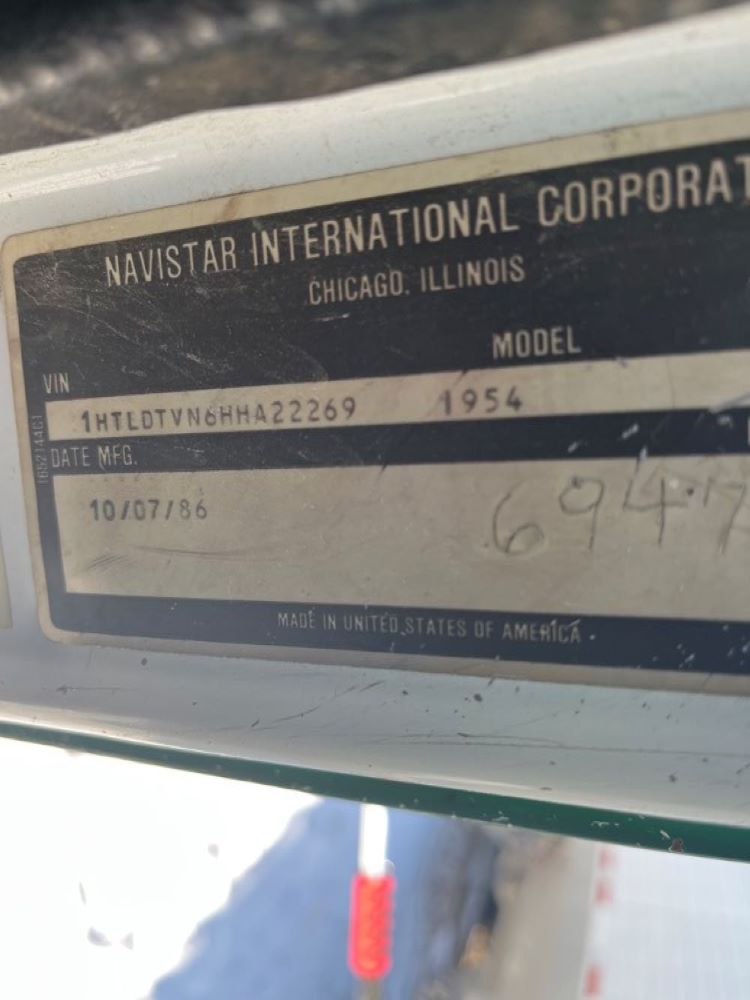 NAVISTAR INTERNATIONAL CORPORAT
CHICAGO, ILLINOIS
VIN MODEL
1HTLDTVN6HHA22269 1954
DATE MFG.
10/07/86
6947
MADE IN UNITED STATES OF AMERICA